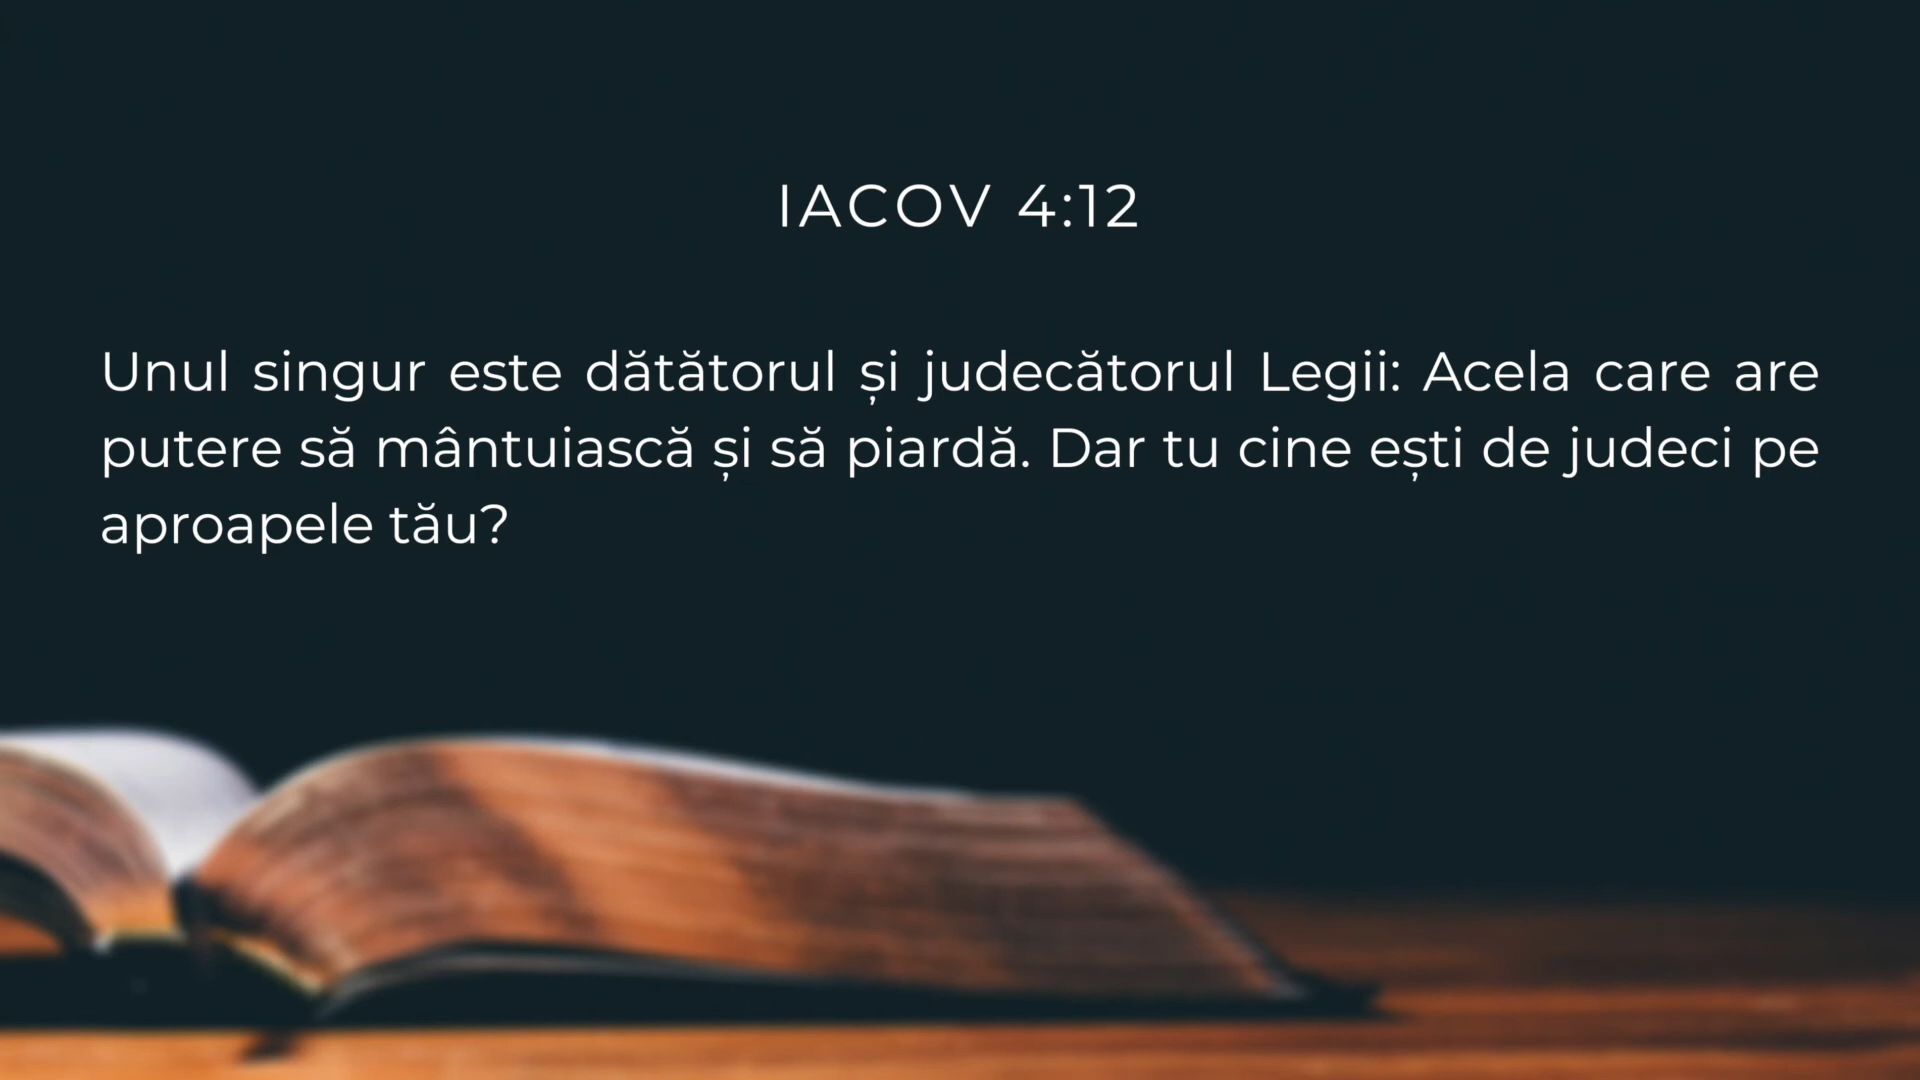 IACOV 4:12
Unul singur este dătătorul și judecătorul Legii: Acela care are
putere să mântuiască și să piardă. Dar tu cine ești de judeci pe
aproapele tău?